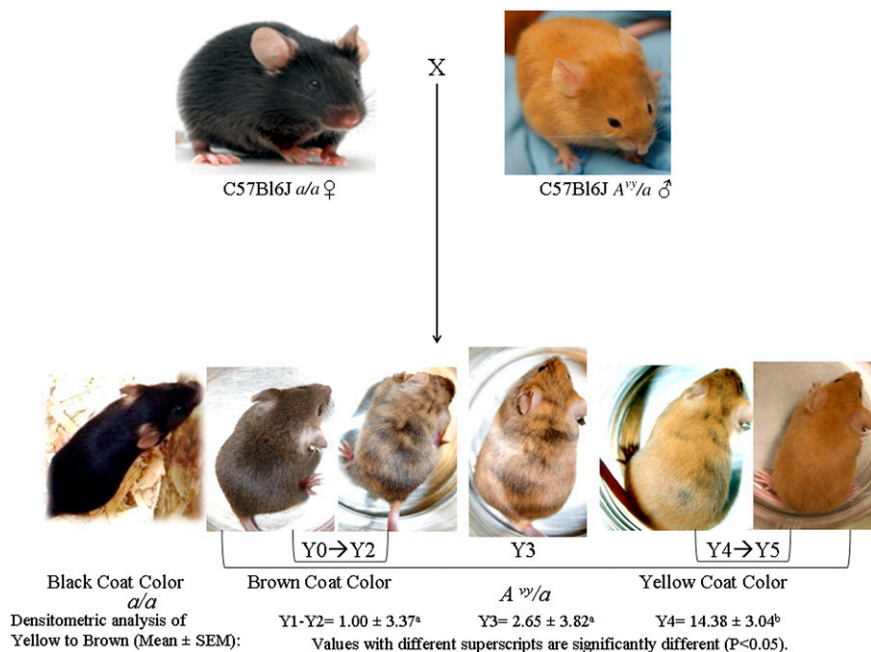 X
C57Bl6J a/a ♀
C57Bl6J A^vy/a ♂
Y0→Y2
Y3
Y4→Y5
Black Coat Color
Brown Coat Color
Yellow Coat Color
a/a
A^vy/a
Densitometric analysis of
Yellow to Brown (Mean ± SEM):
Y1-Y2= 1.00 ± 3.37ᵃ
Y3= 2.65 ± 3.82ᵃ
Y4= 14.38 ± 3.04ᵇ
Values with different superscripts are significantly different (P<0.05).